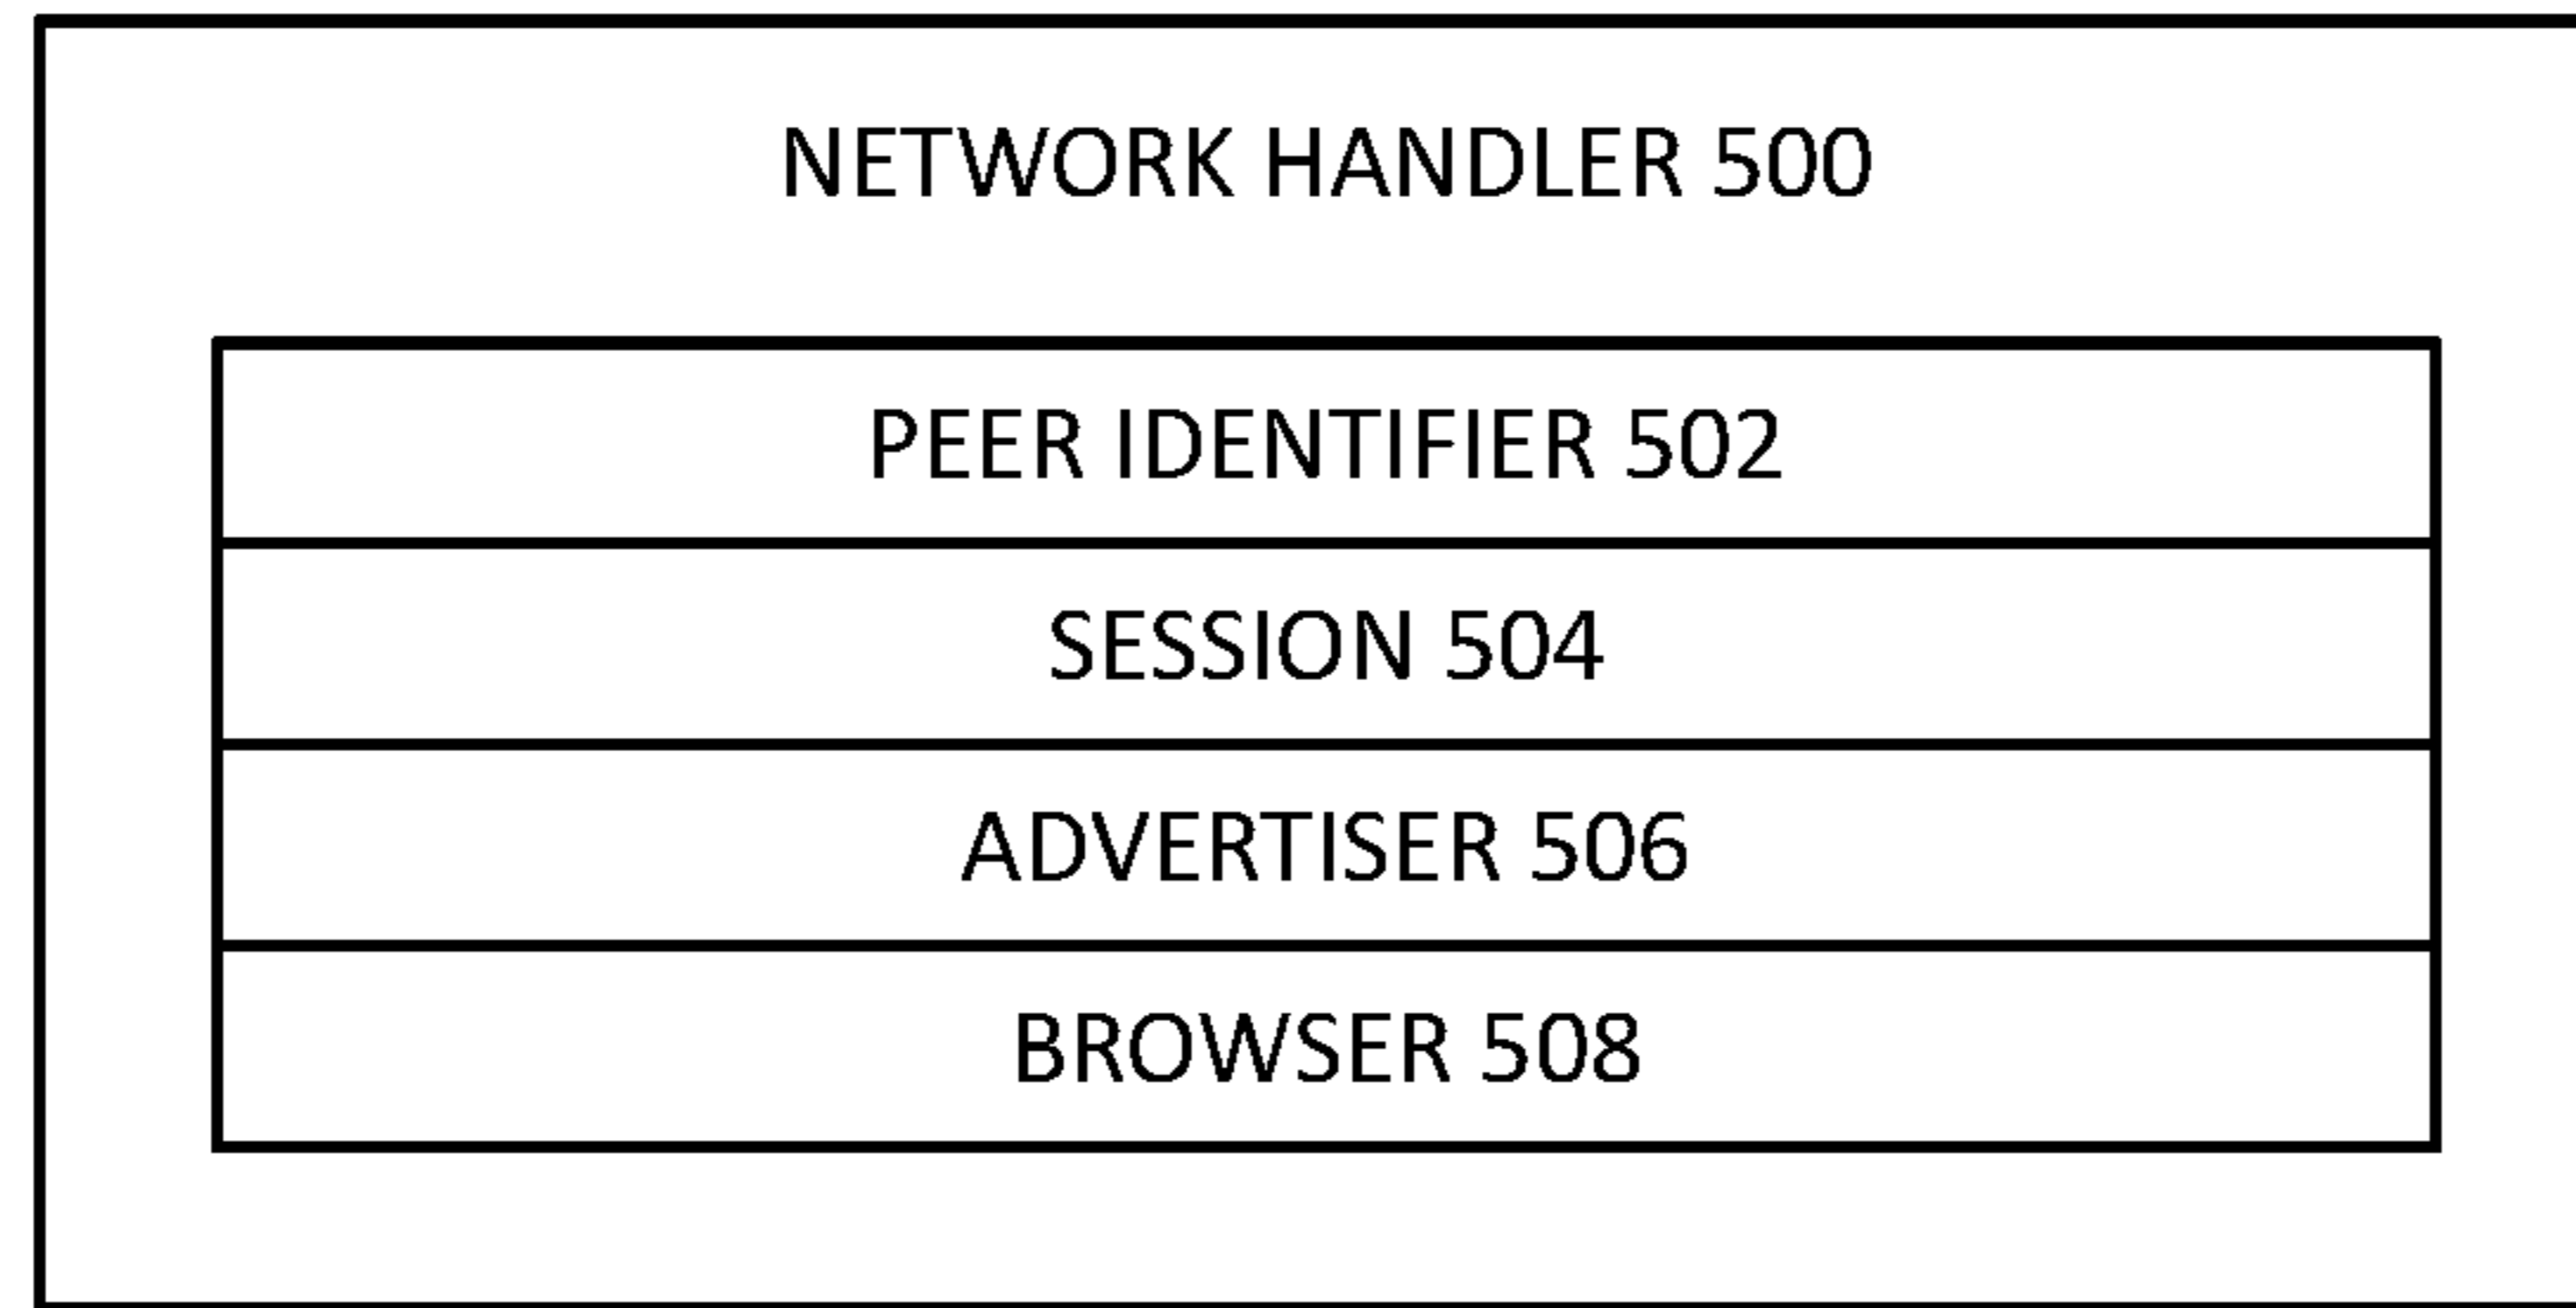 NETWORK HANDLER 500
PEER IDENTIFIER 502
SESSION 504
ADVERTISER 506
BROWSER 508